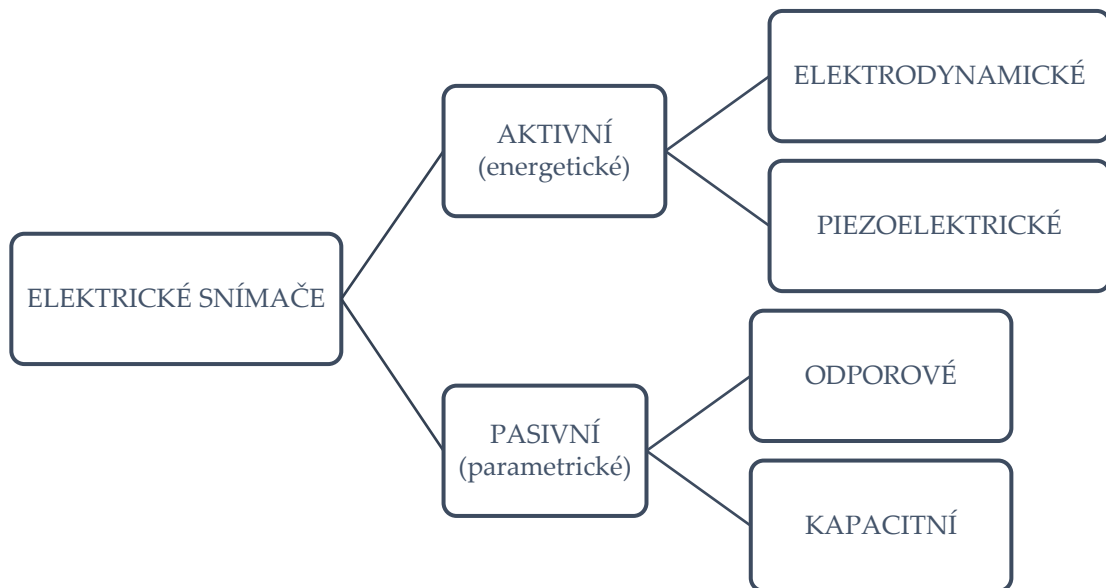 ELEKTRICKÉ SNÍMAČE
AKTIVNÍ
(energetické)
ELEKTRODYNAMICKÉ
PIEZOELEKTRICKÉ
PASIVNÍ
(parametrické)
ODPOROVÉ
KAPACITNÍ